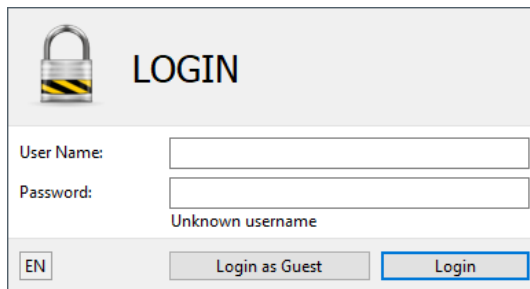 LOGIN
User Name:
Password:
Unknown username
EN Login as Guest Login